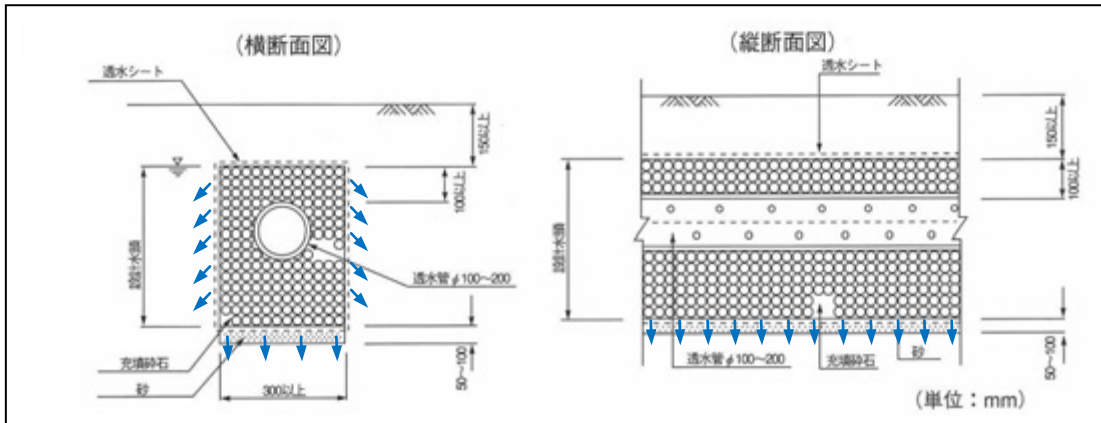 (横断面図)
透水シート
150以上
100以上
設計水頭
透水管φ100~200
充填砕石
砂
300以上
50~100
(縦断面図)
透水シート
150以上
100以上
設計水頭
透水管φ100~200
充填砕石
砂
50~100
(単位:mm)